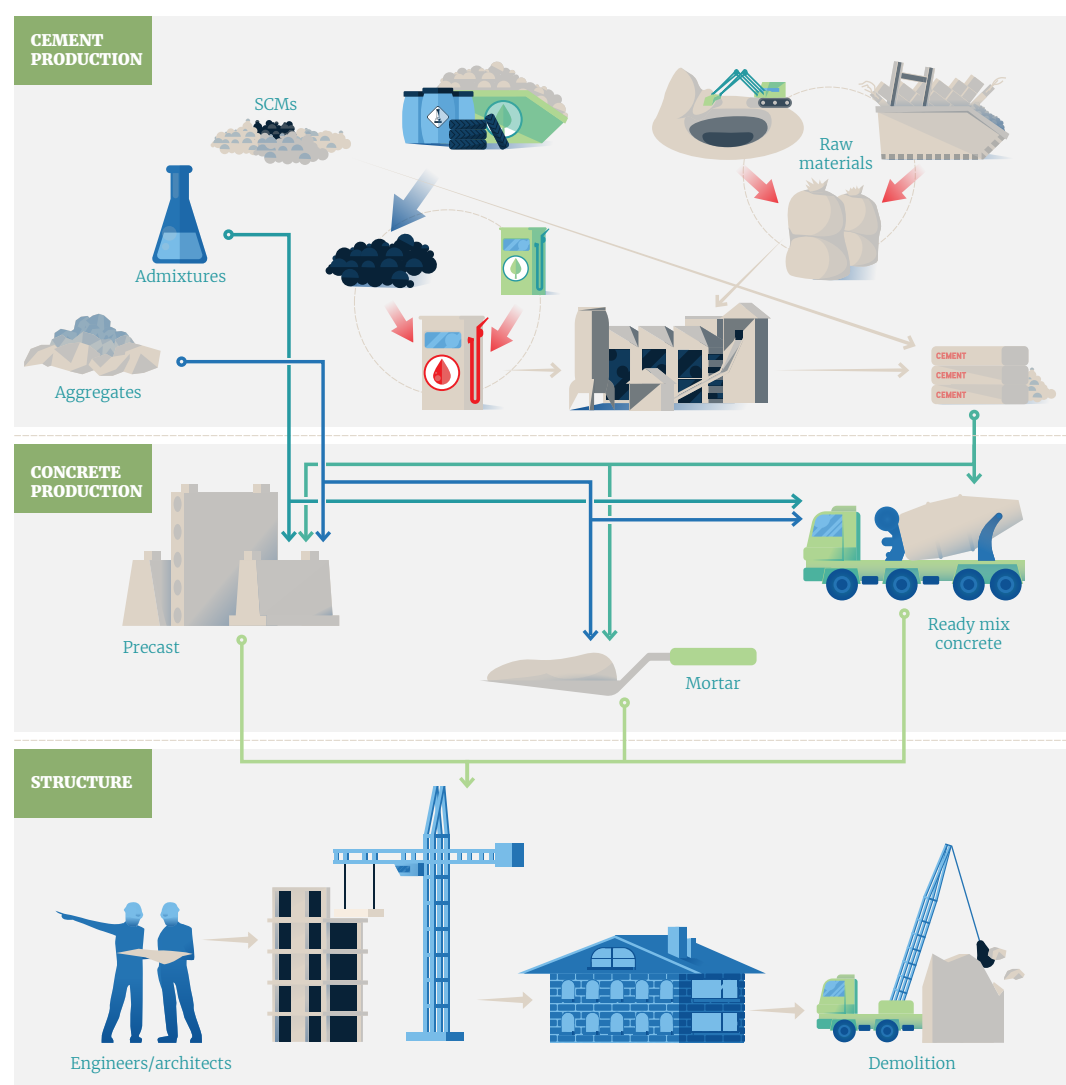 CEMENT
PRODUCTION
SCMs
Raw
materials
Admixtures
Aggregates
CEMENT
CEMENT
CEMENT
CONCRETE
PRODUCTION
Precast
Mortar
Ready mix
concrete
STRUCTURE
Engineers/architects
Demolition